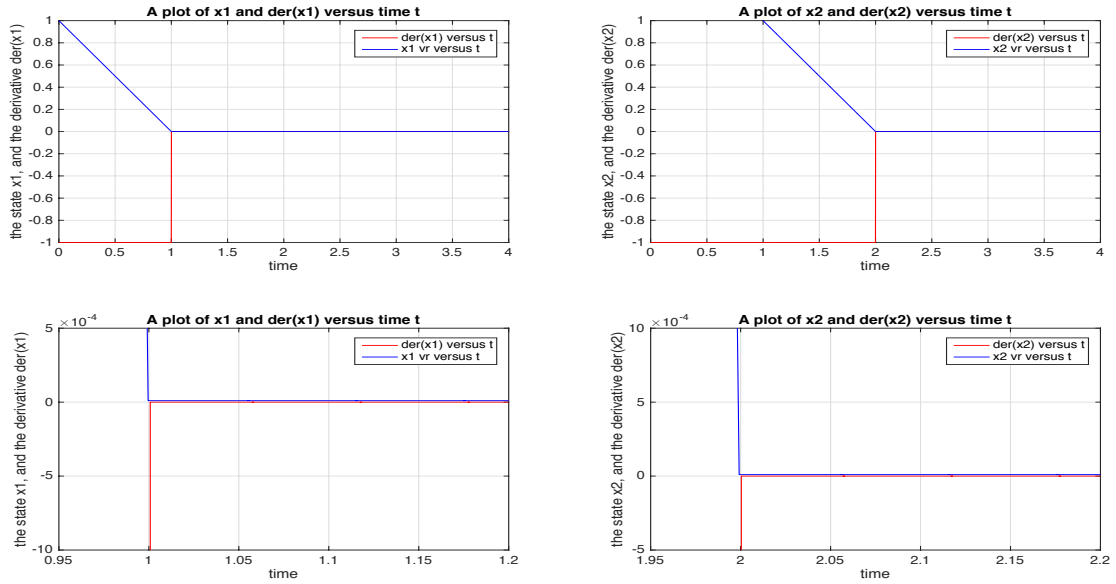 A plot of x1 and der(x1) versus time t
the state x1, and the derivative der(x1)
1
0.8
0.6
0.4
0.2
0
-0.2
-0.4
-0.6
-0.8
-1
der(x1) versus t
x1 vr versus t
0 0.5 1 1.5 2 2.5 3 3.5 4
time
A plot of x2 and der(x2) versus time t
the state x2, and the derivative der(x2)
1
0.8
0.6
0.4
0.2
0
-0.2
-0.4
-0.6
-0.8
-1
der(x2) versus t
x2 vr versus t
0 0.5 1 1.5 2 2.5 3 3.5 4
time
A plot of x1 and der(x1) versus time t
×10-4
the state x1, and the derivative der(x1)
5
0
-5
-10
der(x1) versus t
x1 vr versus t
0.95 1 1.05 1.1 1.15 1.2
time
A plot of x2 and der(x2) versus time t
×10-4
the state x2, and the derivative der(x2)
10
5
0
-5
der(x2) versus t
x2 vr versus t
1.95 2 2.05 2.1 2.15 2.2
time